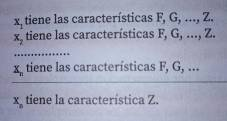 x₁ tiene las características F, G, ..., Z.
x₂ tiene las características F, G, ..., Z.
................
xₙ tiene las características F, G, ...
xₙ tiene la característica Z.